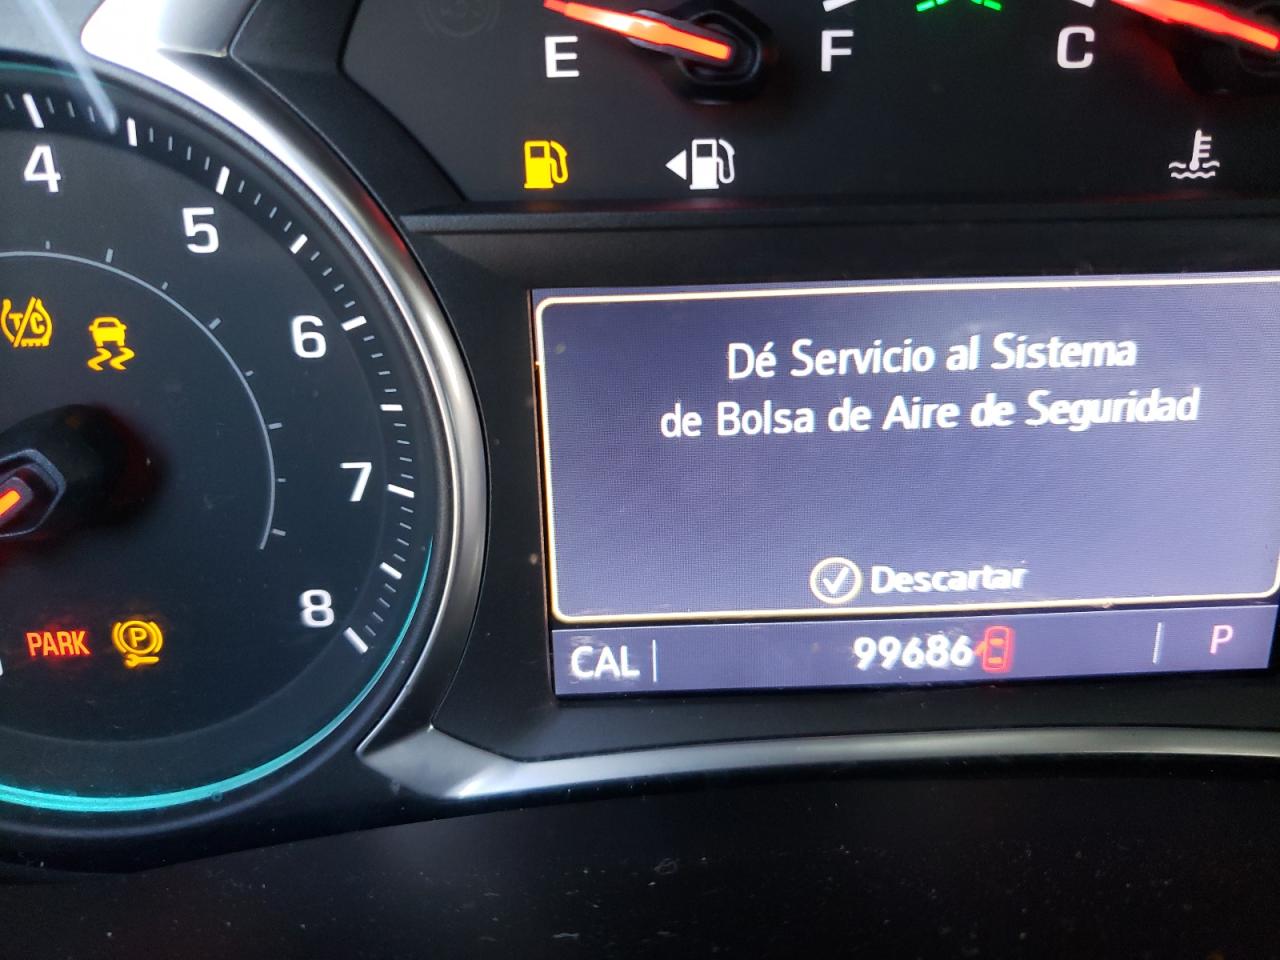 E
F
C
4
5
6
7
8
T/C
PARK
P
Dé Servicio al Sistema
de Bolsa de Aire de Seguridad
Descartar
CAL
99686
P